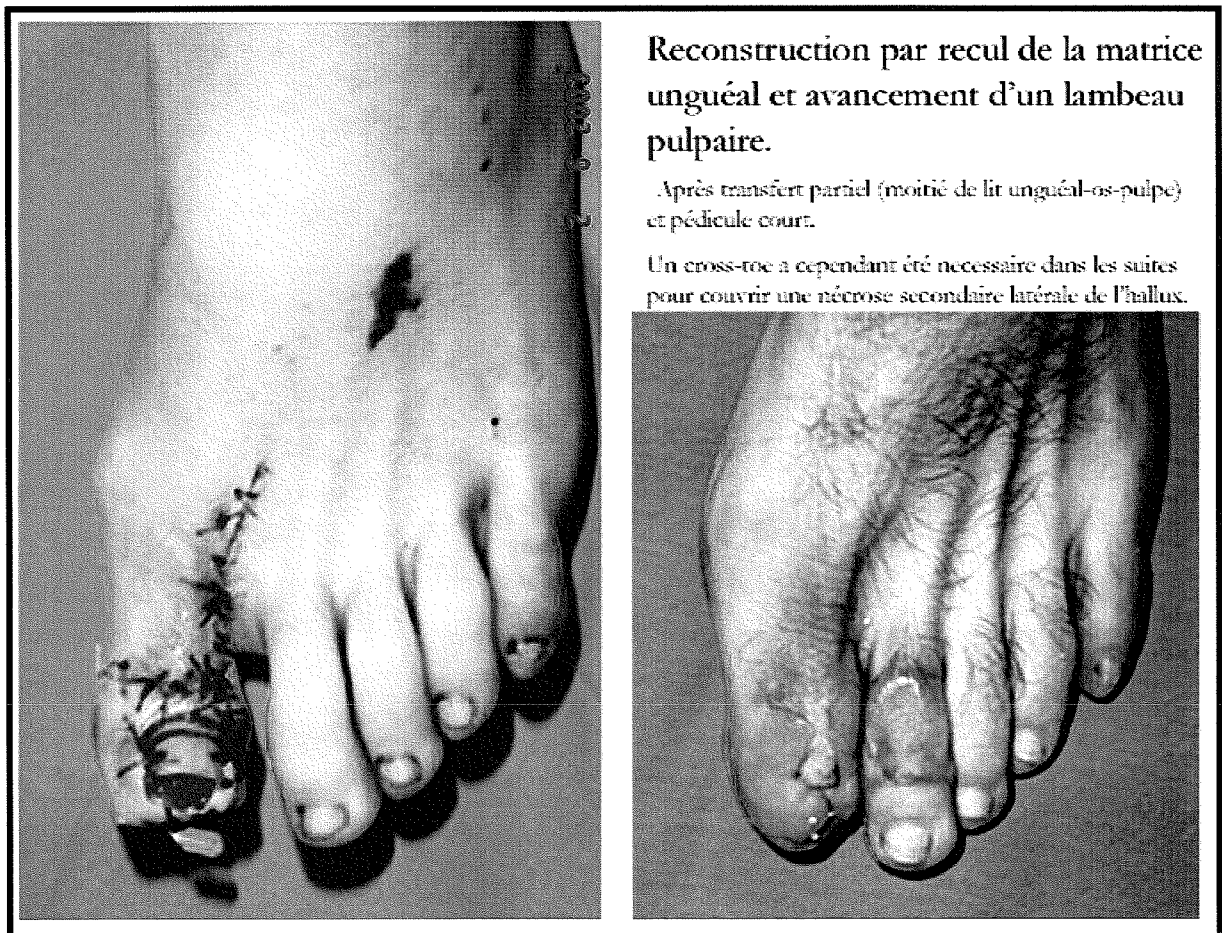 Reconstruction par recul de la matrice
unguéal et avancement d'un lambeau
pulpaire.
Après transfert partiel (moitié de lit unguéal-os-pulpe)
et pédicule court.
Un cross-toe a cependant été necessaire dans les suites
pour couvrir une nécrose secondaire latérale de l'hallux.